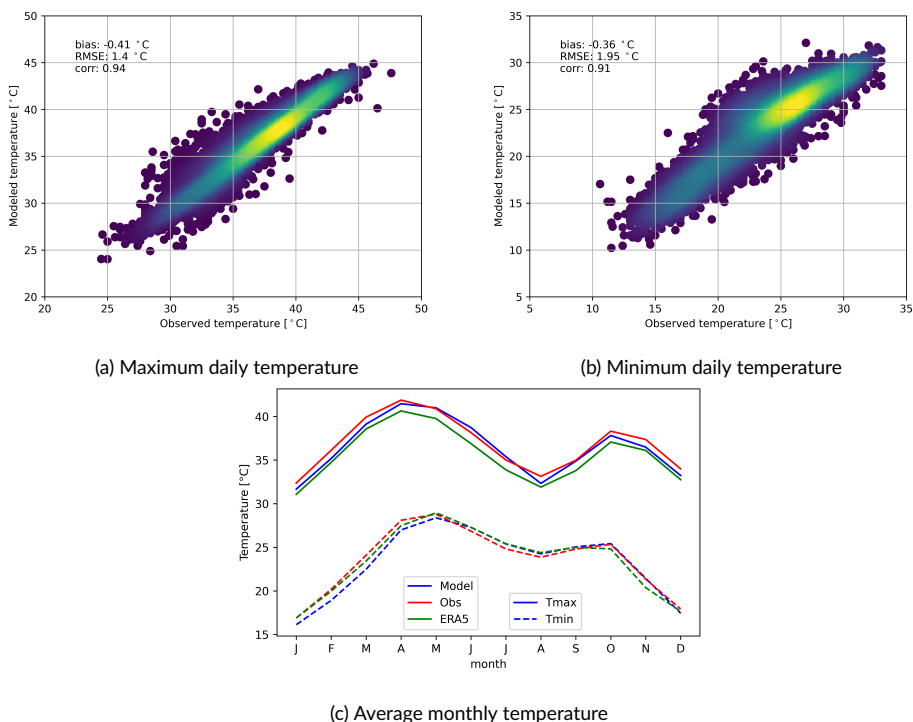 50
45
40
35
30
25
20
Modeled temperature [°C]
bias: -0.41 °C
RMSE: 1.4 °C
corr: 0.94
20 25 30 35 40 45 50
Observed temperature [°C]
(a) Maximum daily temperature
35
30
25
20
15
10
5
Modeled temperature [°C]
bias: -0.36 °C
RMSE: 1.95 °C
corr: 0.91
5 10 15 20 25 30 35
Observed temperature [°C]
(b) Minimum daily temperature
40
35
30
25
20
15
Temperature [°C]
Model
Obs
ERA5
Tmax
Tmin
J F M A M J J A S O N D
month
(c) Average monthly temperature